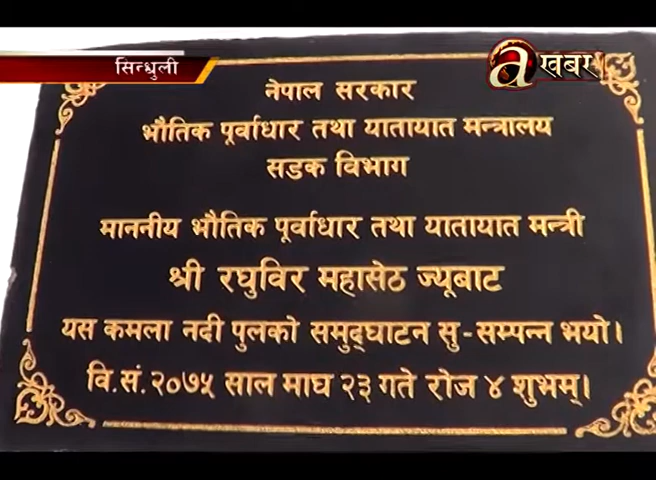 सिन्धुली
a खबर
नेपाल सरकार
भौतिक पूर्वाधार तथा यातायात मन्त्रालय
सडक विभाग
माननीय भौतिक पूर्वाधार तथा यातायात मन्त्री
श्री रघुविर महासेठ ज्यूबाट
यस कमला नदी पुलको समुद्घाटन सु-सम्पन्न भयो।
वि.सं.२०७५ साल माघ २३ गते रोज ४ शुभम्।